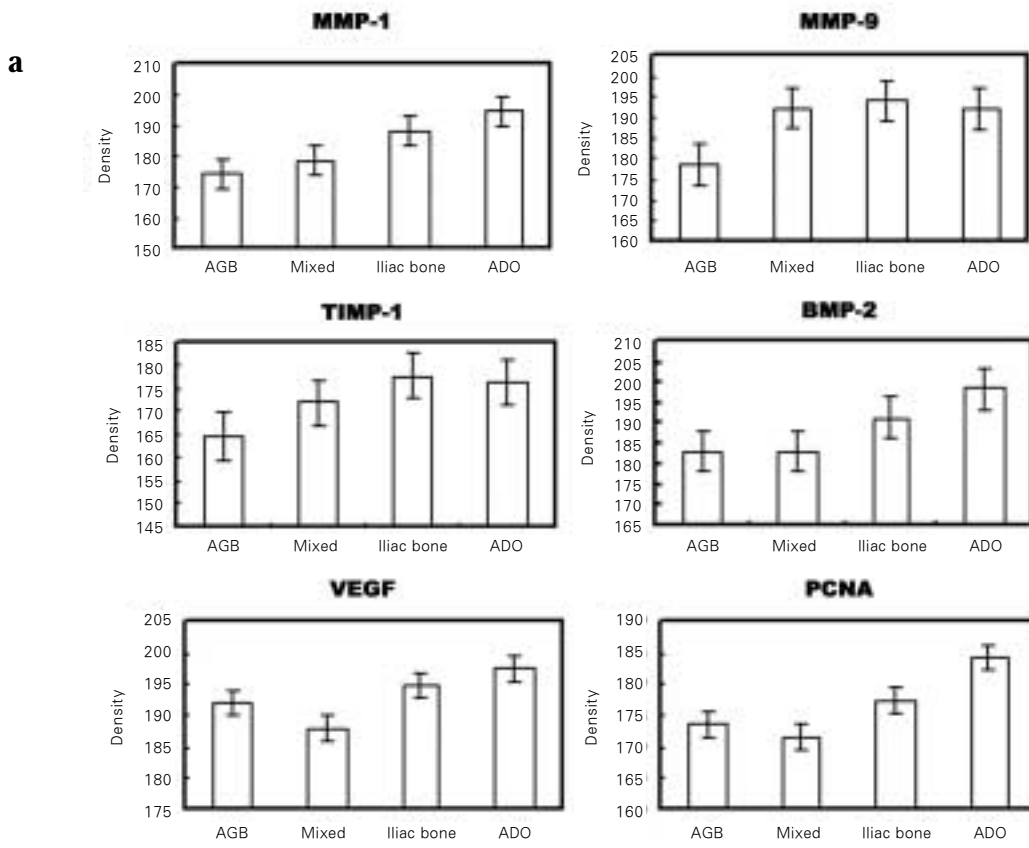 a
MMP-1
Density
210
200
190
180
170
160
150
AGB Mixed Iliac bone ADO
MMP-9
Density
205
200
195
190
185
180
175
170
165
160
AGB Mixed Iliac bone ADO
TIMP-1
Density
185
180
175
170
165
160
155
150
145
AGB Mixed Iliac bone ADO
BMP-2
Density
210
205
200
195
190
185
180
175
170
165
AGB Mixed Iliac bone ADO
VEGF
Density
205
200
195
190
185
180
175
AGB Mixed Iliac bone ADO
PCNA
Density
190
185
180
175
170
165
160
AGB Mixed Iliac bone ADO